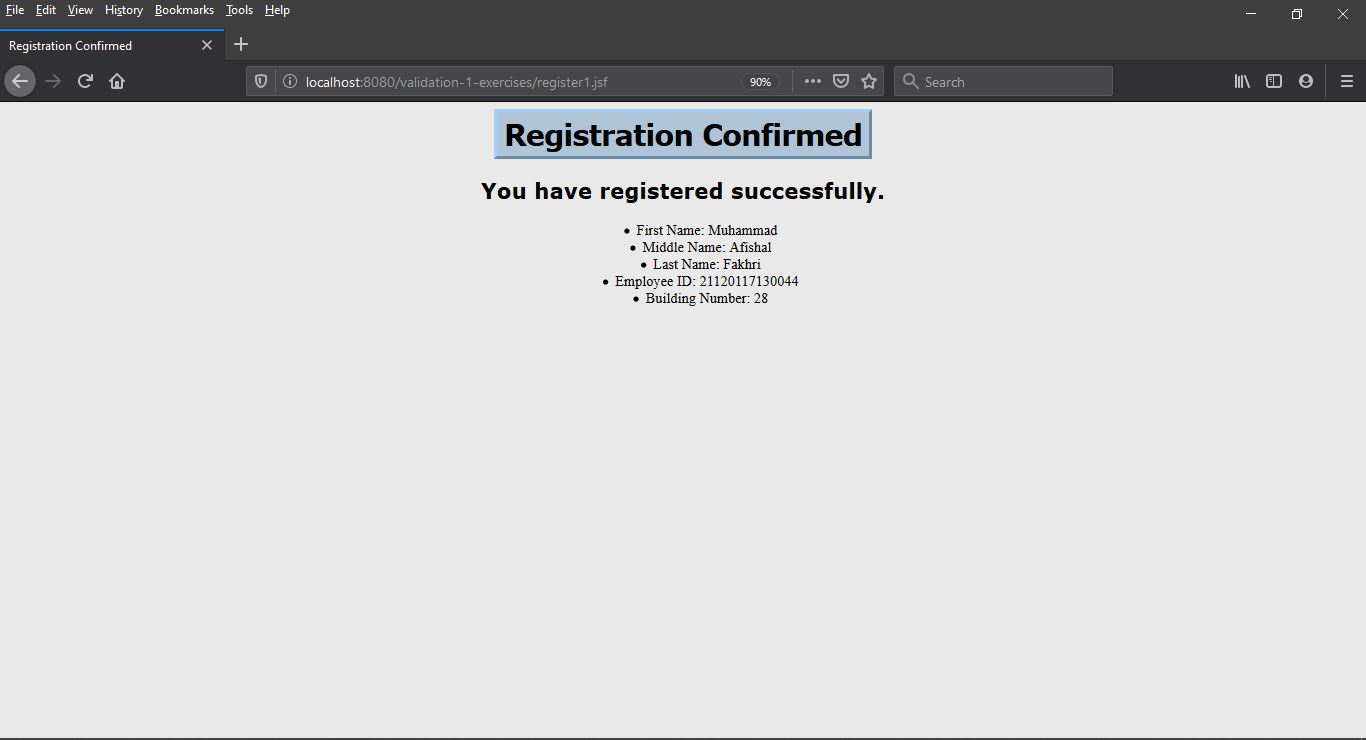 File Edit View History Bookmarks Tools Help
Registration Confirmed
localhost:8080/validation-1-exercises/register1.jsf 90% Search
Registration Confirmed
You have registered successfully.
• First Name: Muhammad
• Middle Name: Afishal
• Last Name: Fakhri
• Employee ID: 21120117130044
• Building Number: 28